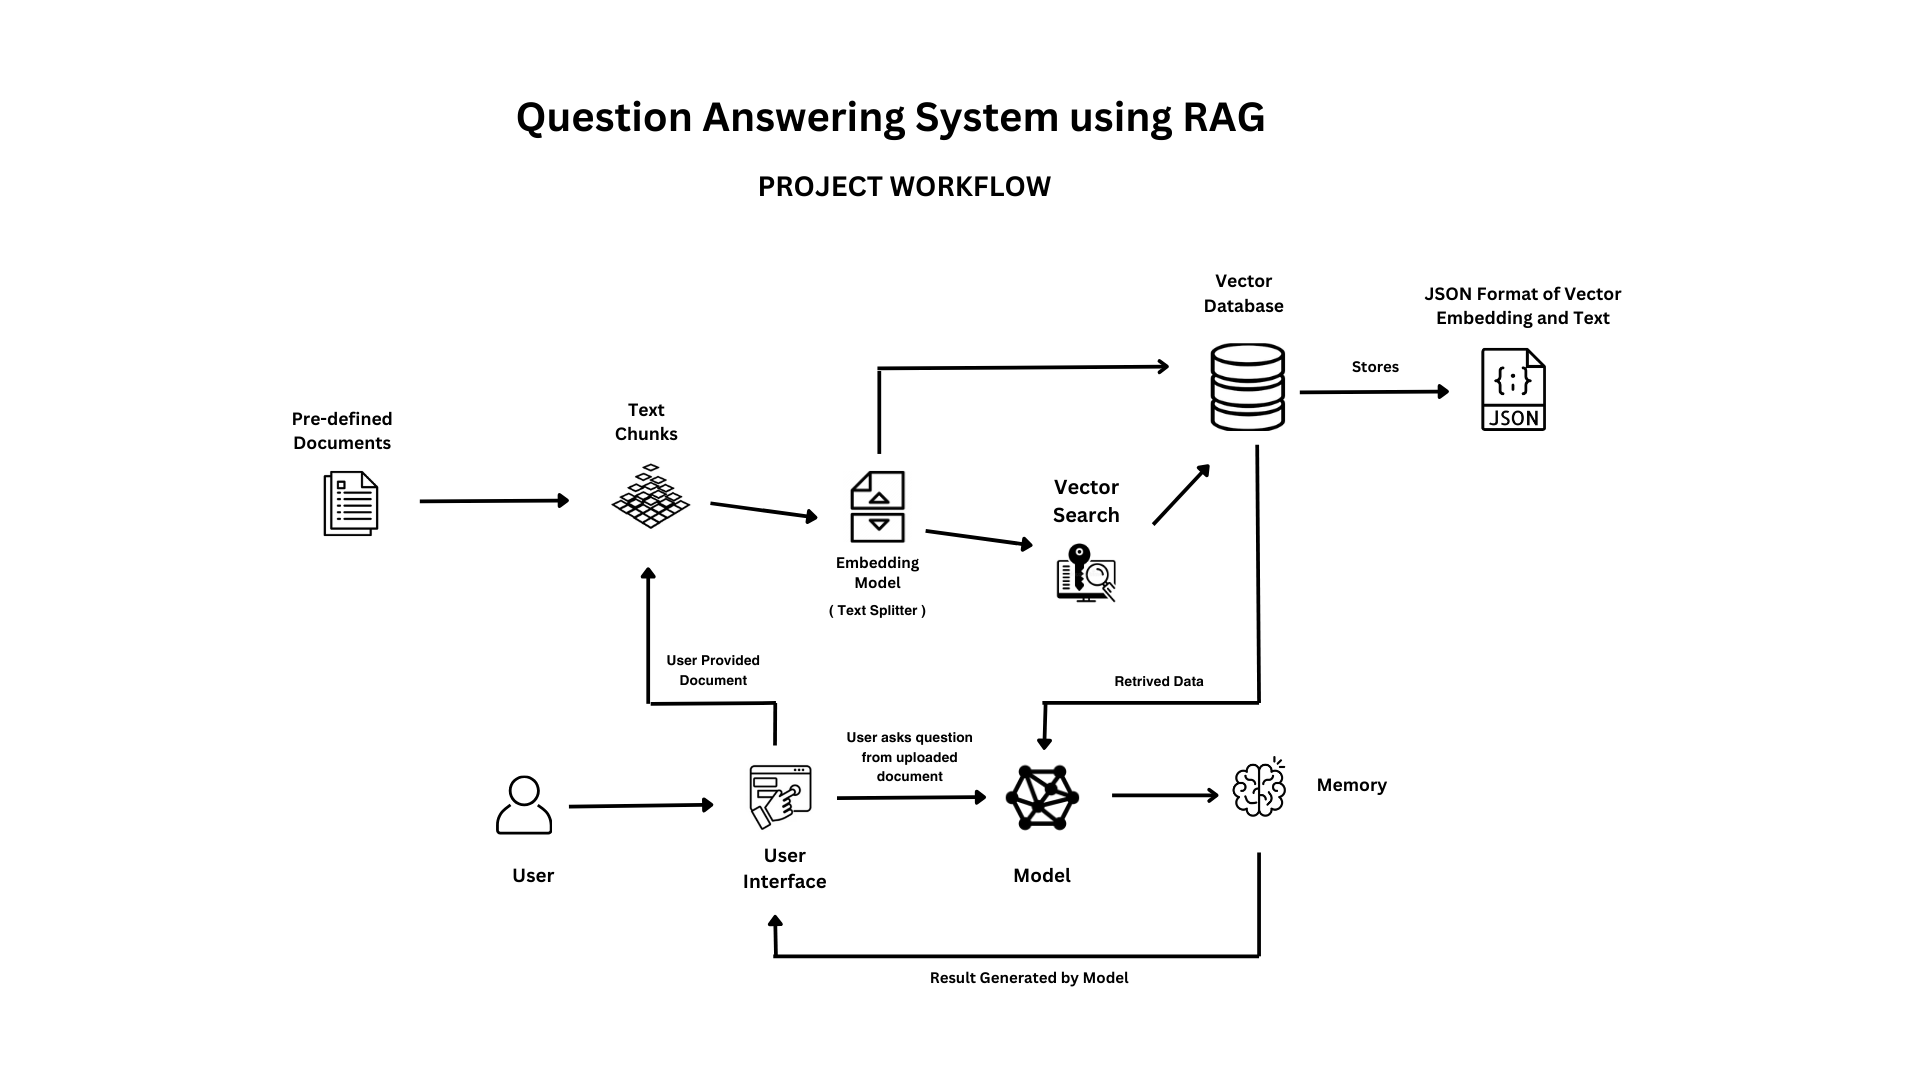 Question Answering System using RAG
PROJECT WORKFLOW
Vector
Database
JSON Format of Vector
Embedding and Text
Stores
{;}
JSON
Pre-defined
Documents
Text
Chunks
Vector
Search
Embedding
Model
( Text Splitter )
User Provided
Document
Retrived Data
User asks question
from uploaded
document
Memory
User
User
Interface
Model
Result Generated by Model